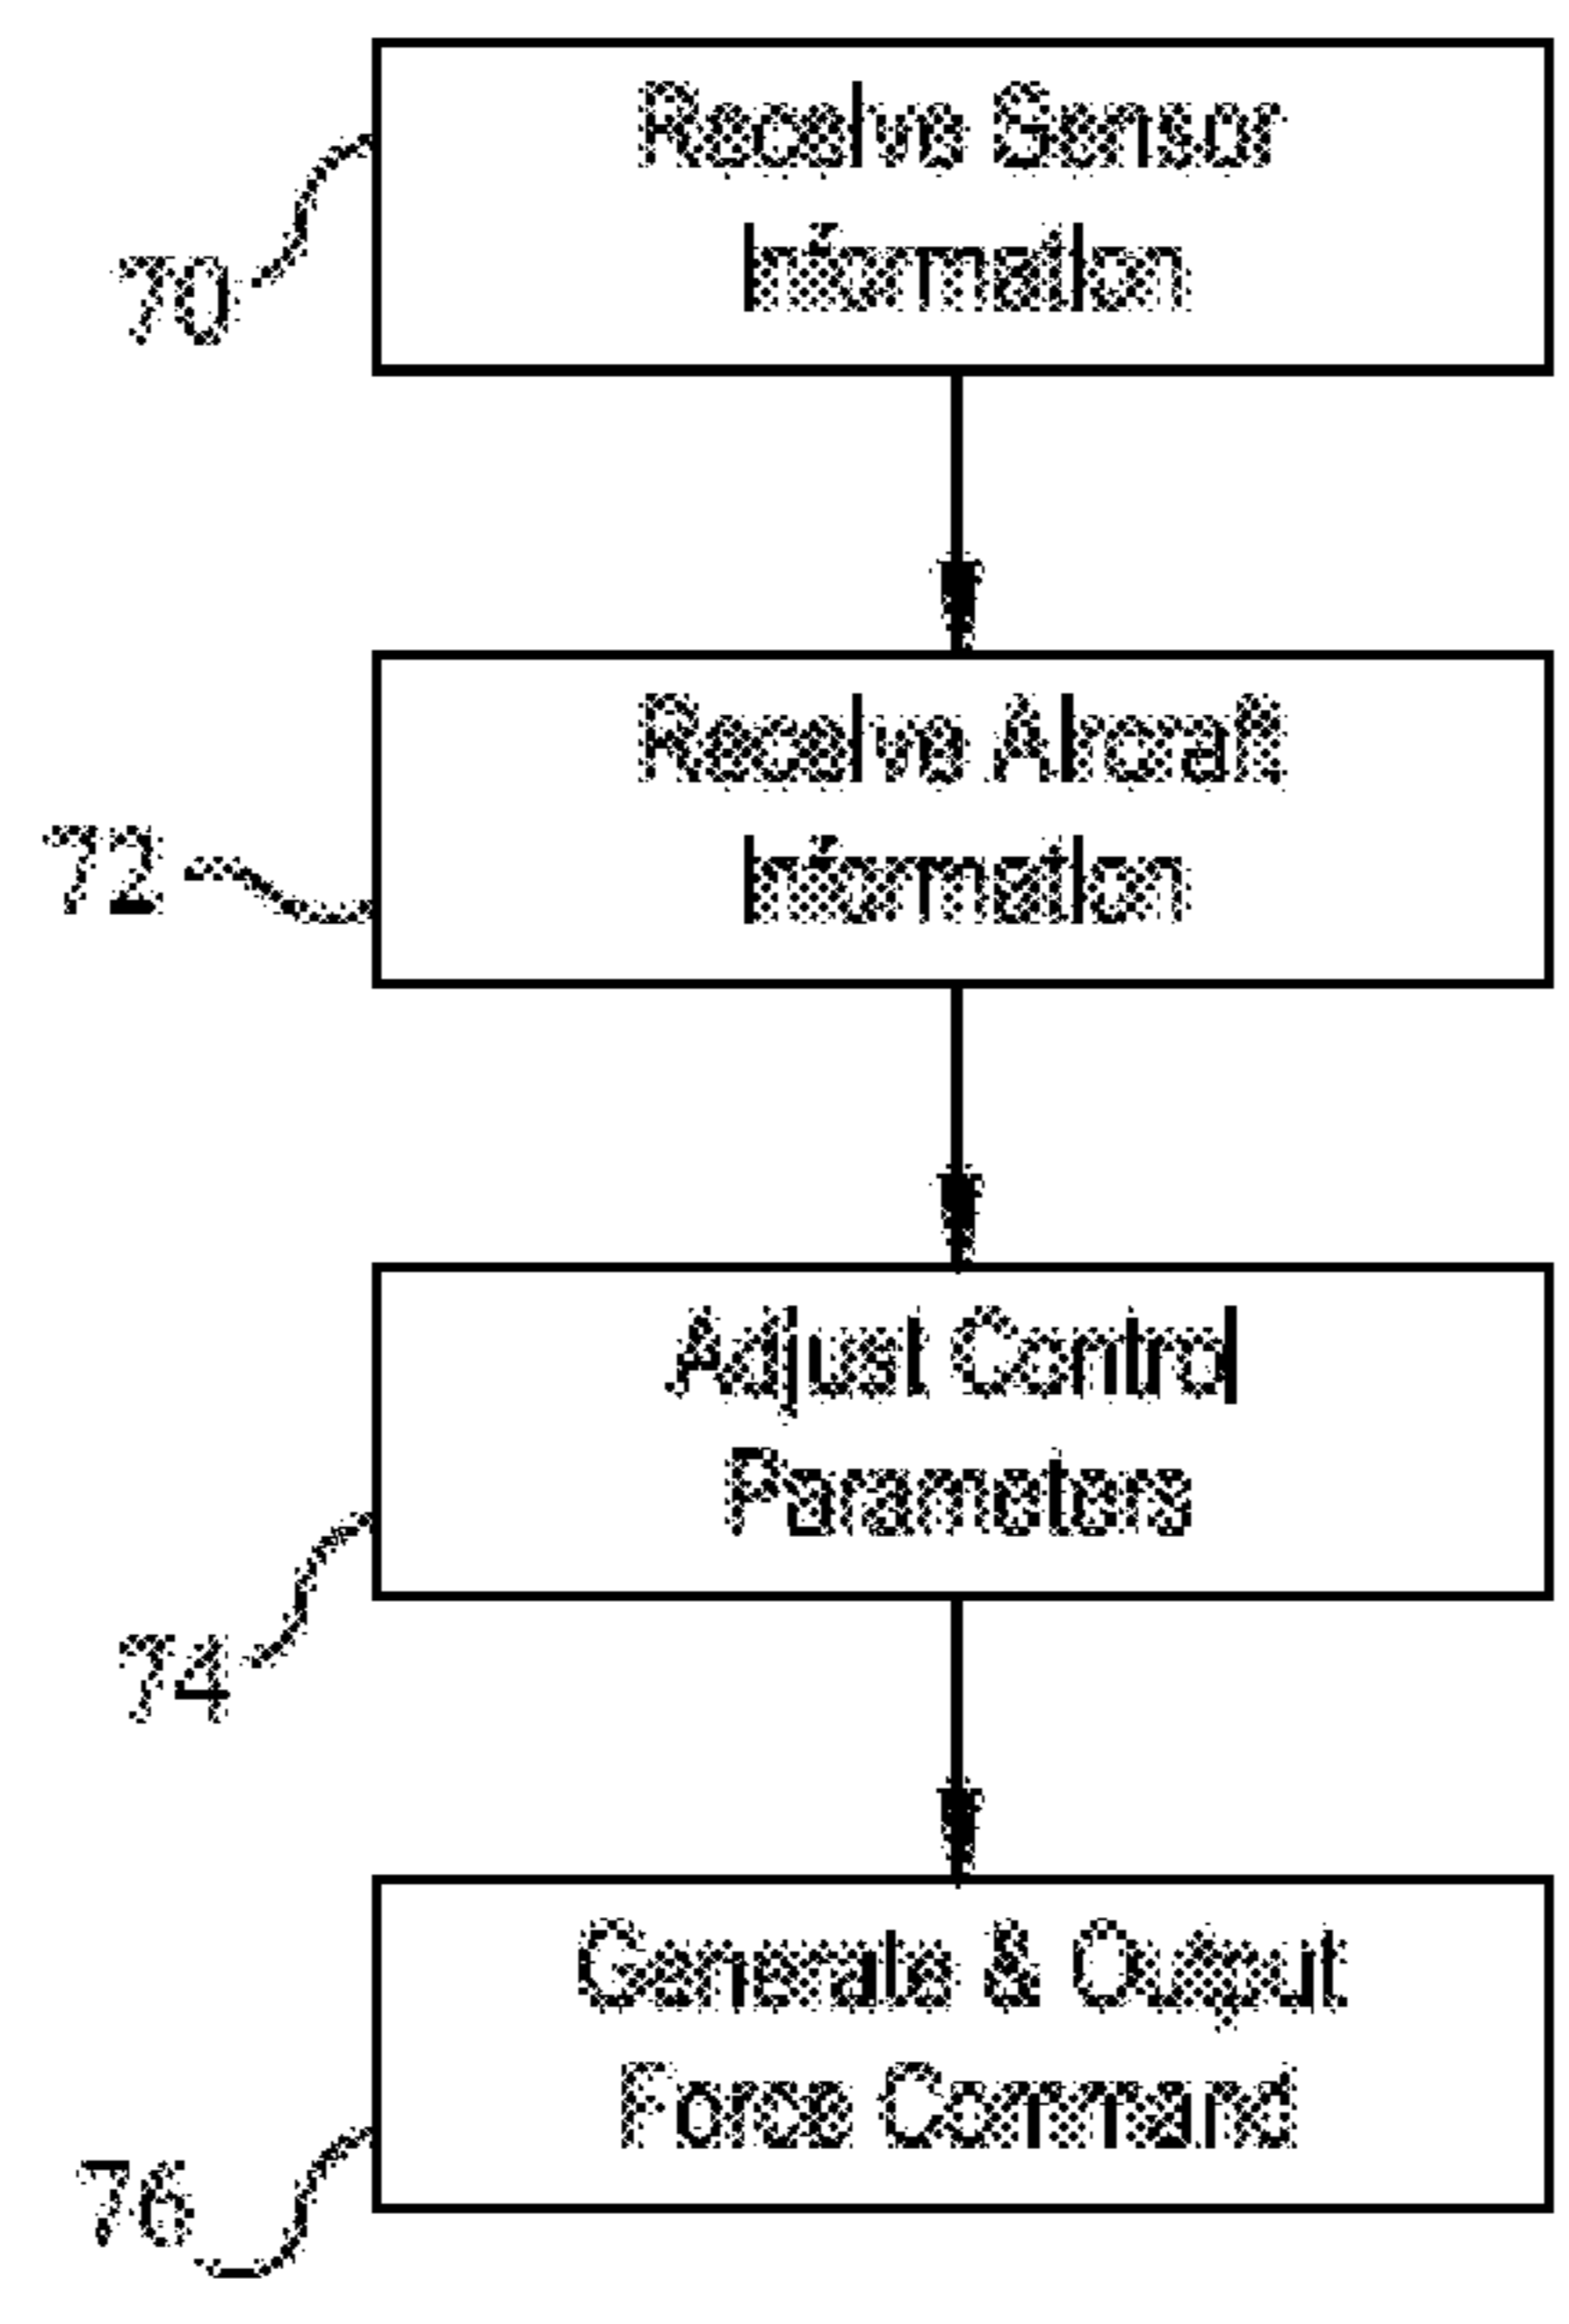 Receive Sensor
Information
70
Receive Aircraft
Information
72
Adjust Control
Parameters
74
Generate & Output
Force Command
76